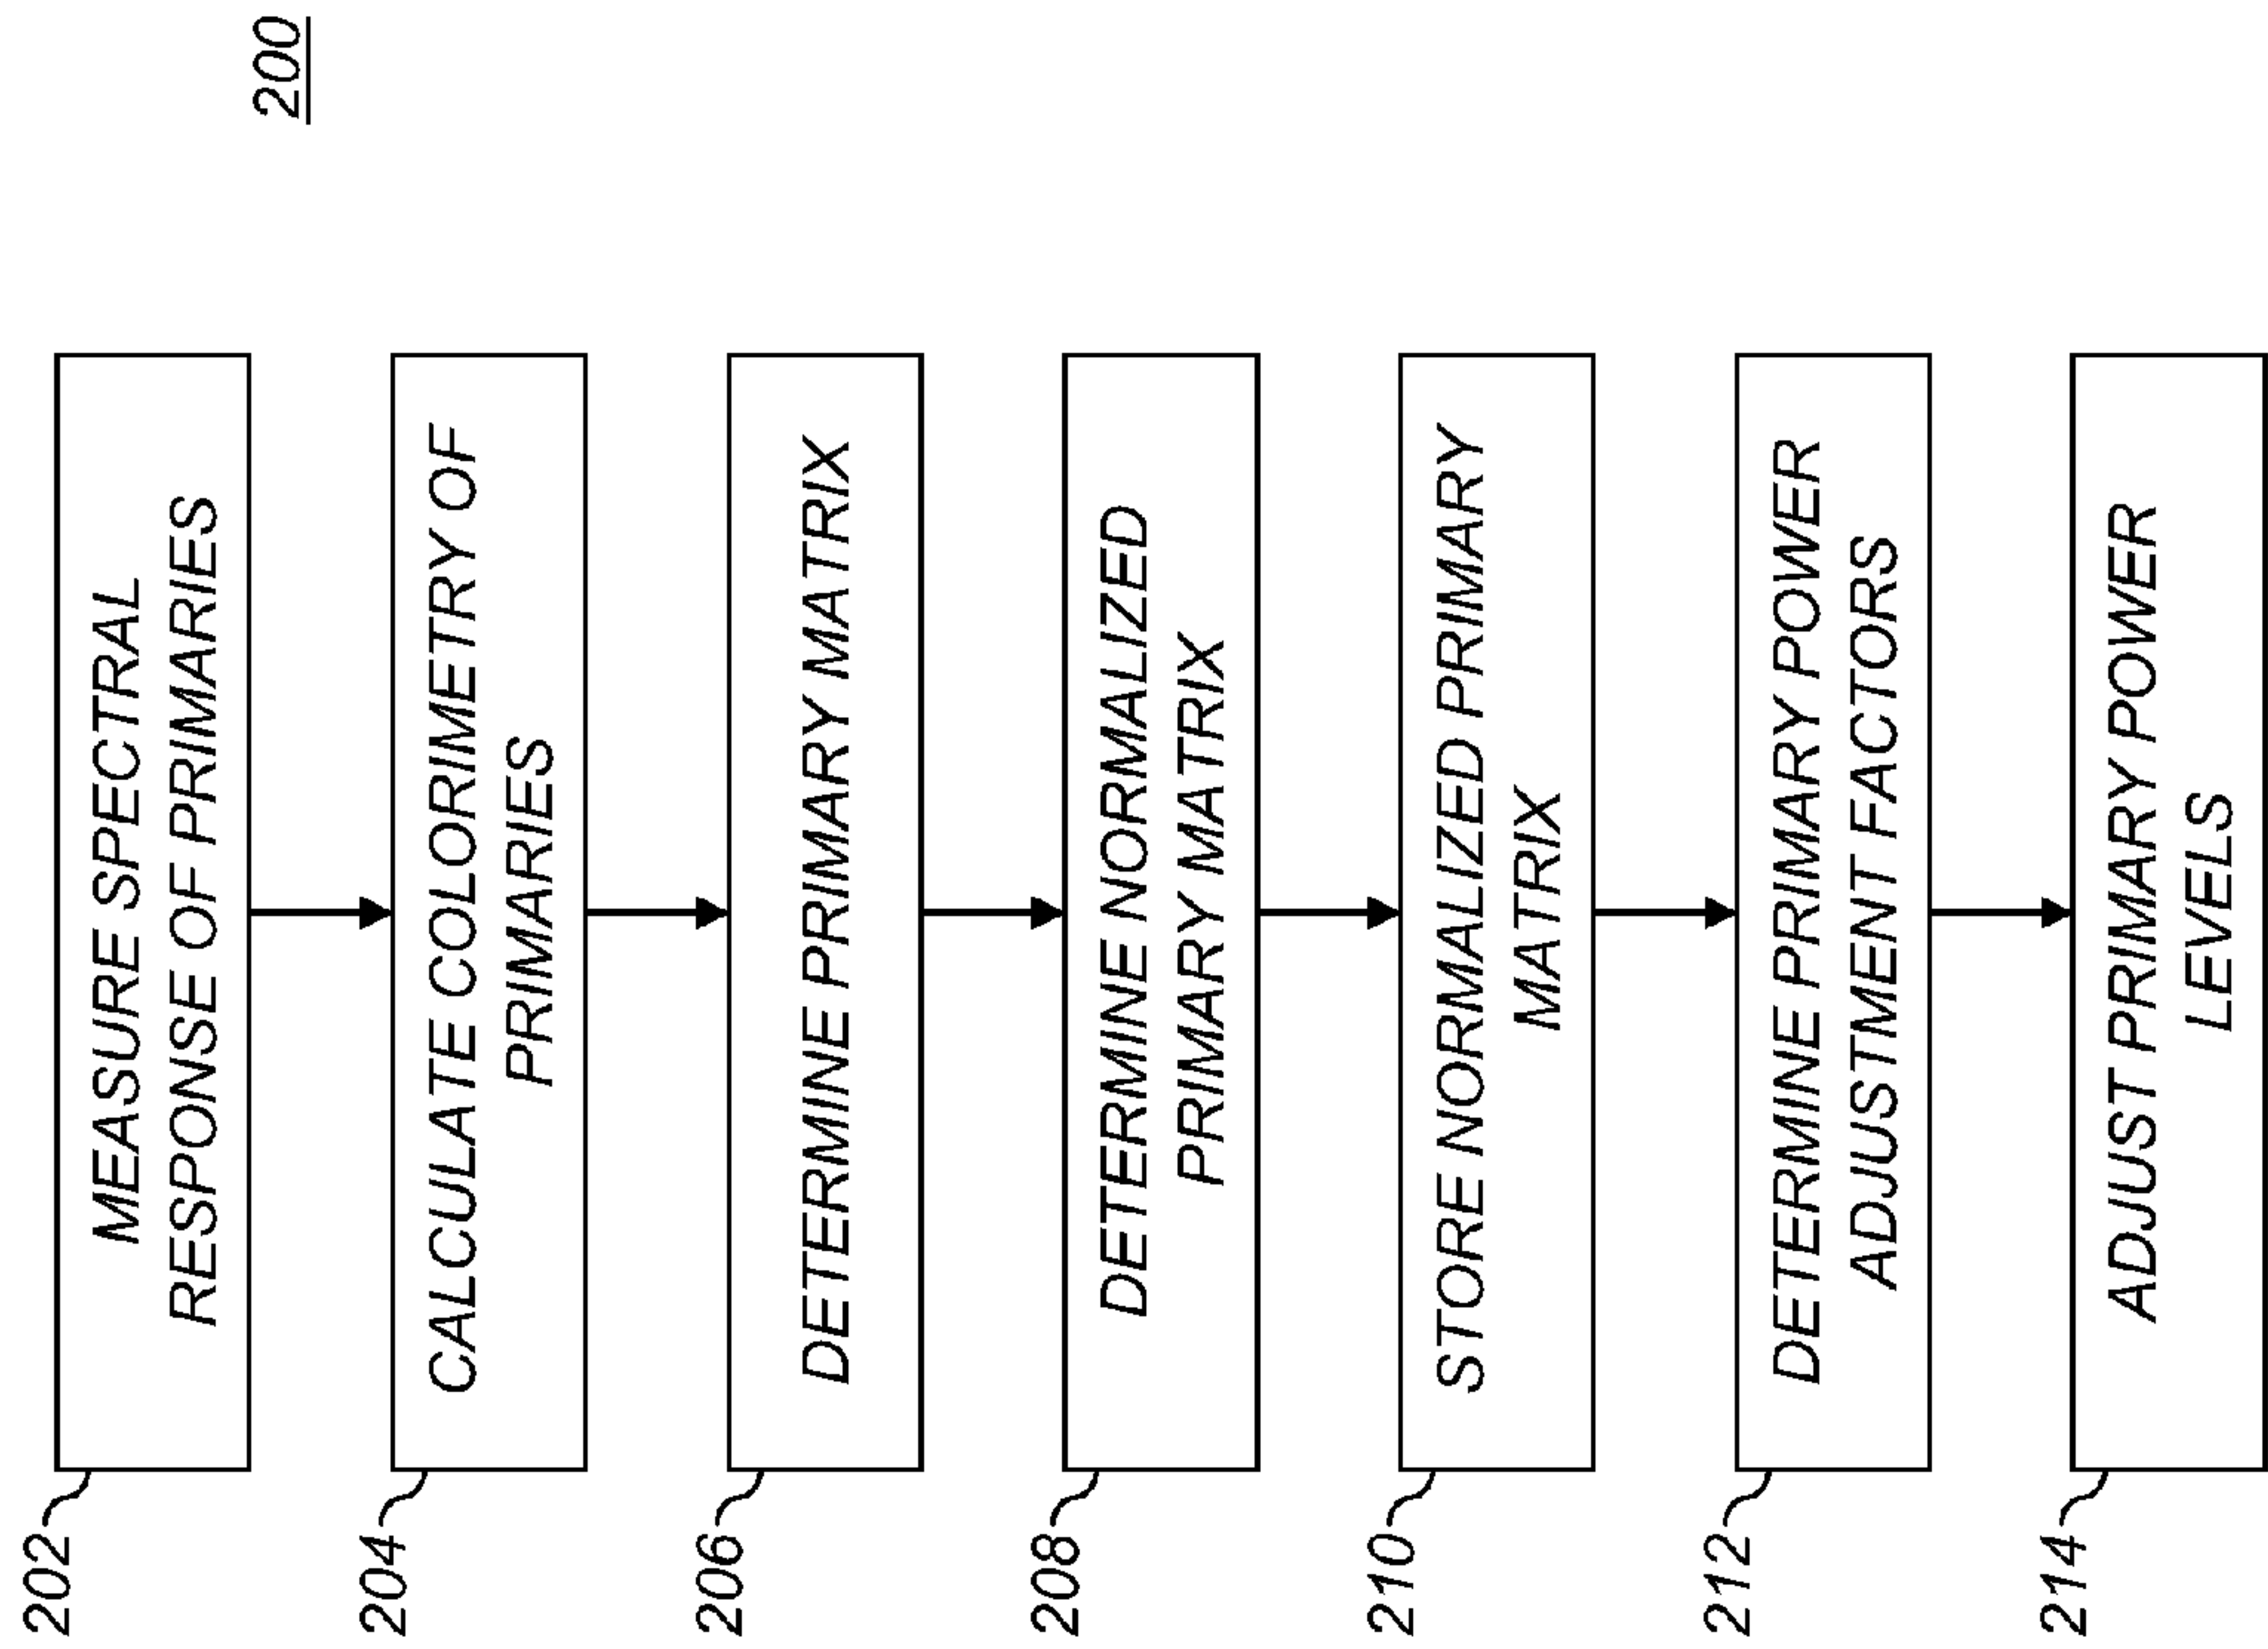 200
202
MEASURE SPECTRAL
RESPONSE OF PRIMARIES
204
CALCULATE COLORIMETRY OF
PRIMARIES
206
DETERMINE PRIMARY MATRIX
208
DETERMINE NORMALIZED
PRIMARY MATRIX
210
STORE NORMALIZED PRIMARY
MATRIX
212
DETERMINE PRIMARY POWER
ADJUSTMENT FACTORS
214
ADJUST PRIMARY POWER
LEVELS